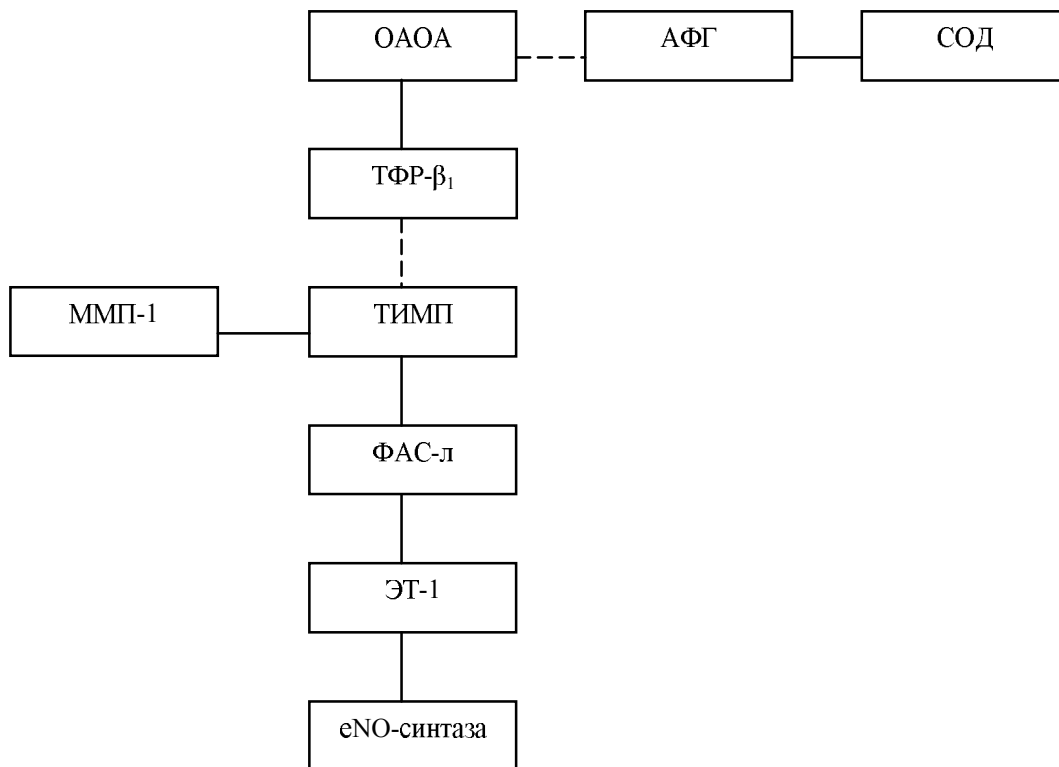 ОАОА
АФГ
СОД
ТФР-β₁
ММП-1
ТИМП
ФАС-л
ЭТ-1
eNO-синтаза